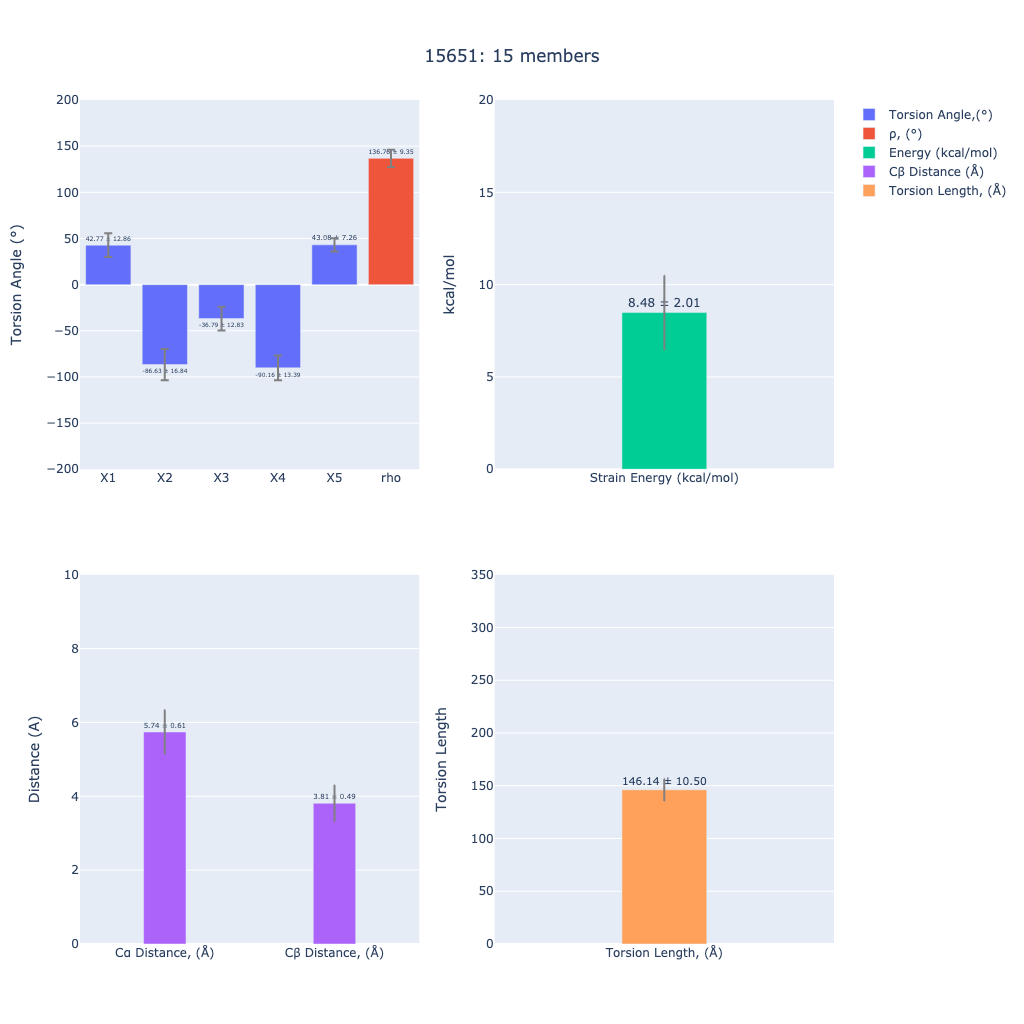 15651: 15 members
Torsion Angle (°)
200
150
100
50
0
−50
−100
−150
−200
42.77 ± 12.86
-86.63 ± 16.84
-36.79 ± 12.83
-90.16 ± 13.39
43.08 ± 7.26
± 9.35
X1
X2
X3
X4
X5
rho
kcal/mol
20
15
10
5
0
8.48 ± 2.01
Strain Energy (kcal/mol)
Torsion Angle,(°)
ρ, (°)
Energy (kcal/mol)
Cβ Distance (Å)
Torsion Length, (Å)
Distance (A)
10
8
6
4
2
0
5.74 ± 0.61
3.81 ± 0.49
Cα Distance, (Å)
Cβ Distance, (Å)
Torsion Length
350
300
250
200
150
100
50
0
146.14 ± 10.50
Torsion Length, (Å)